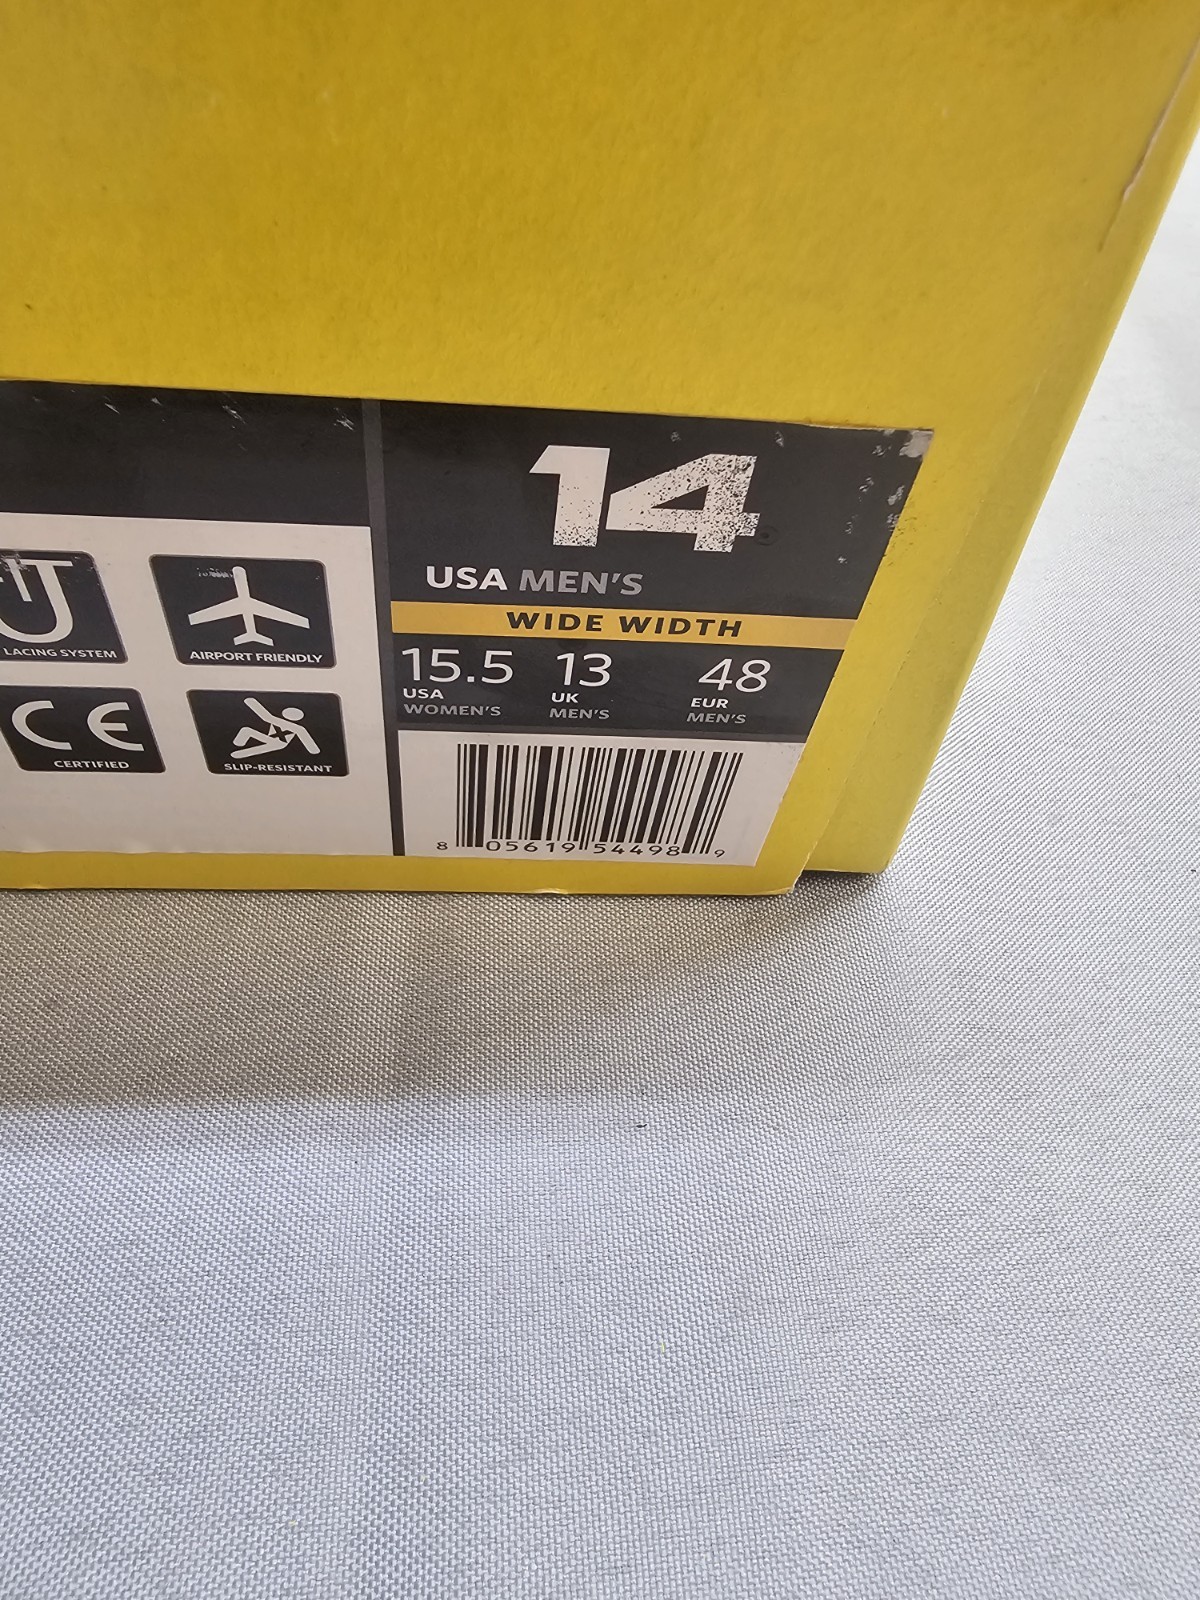 14
USA MEN'S
WIDE WIDTH
15.5 13 48
USA UK EUR
WOMEN'S MEN'S MEN'S
8 05619 54498 9
LACING SYSTEM
AIRPORT FRIENDLY
CE
CERTIFIED
SLIP-RESISTANT